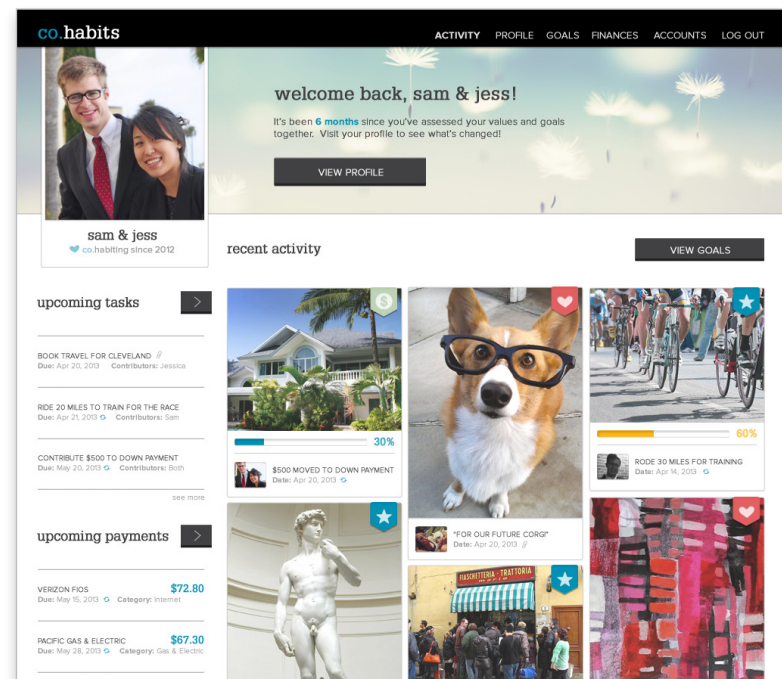 co.habits
ACTIVITY PROFILE GOALS FINANCES ACCOUNTS LOG OUT
welcome back, sam & jess!
It's been 6 months since you've assessed your values and goals
together. Visit your profile to see what's changed!
VIEW PROFILE
sam & jess
co.habiting since 2012
recent activity
VIEW GOALS
upcoming tasks
BOOK TRAVEL FOR CLEVELAND
Due: Apr 20, 2013 Contributors: Jessica
RIDE 20 MILES TO TRAIN FOR THE RACE
Due: Apr 21, 2013 Contributors: Sam
CONTRIBUTE $500 TO DOWN PAYMENT
Due: May 20, 2013 Contributors: Both
see more
upcoming payments
VERIZON FIOS $72.80
Due: May 15, 2013 Category: Internet
PACIFIC GAS & ELECTRIC $67.30
Due: May 28, 2013 Category: Gas & Electric
$
30%
$500 MOVED TO DOWN PAYMENT
Date: Apr 20, 2013
"FOR OUR FUTURE CORGI"
Date: Apr 20, 2013
FIASCHETTERIA - TRATTORIA
60%
RODE 30 MILES FOR TRAINING
Date: Apr 14, 2013